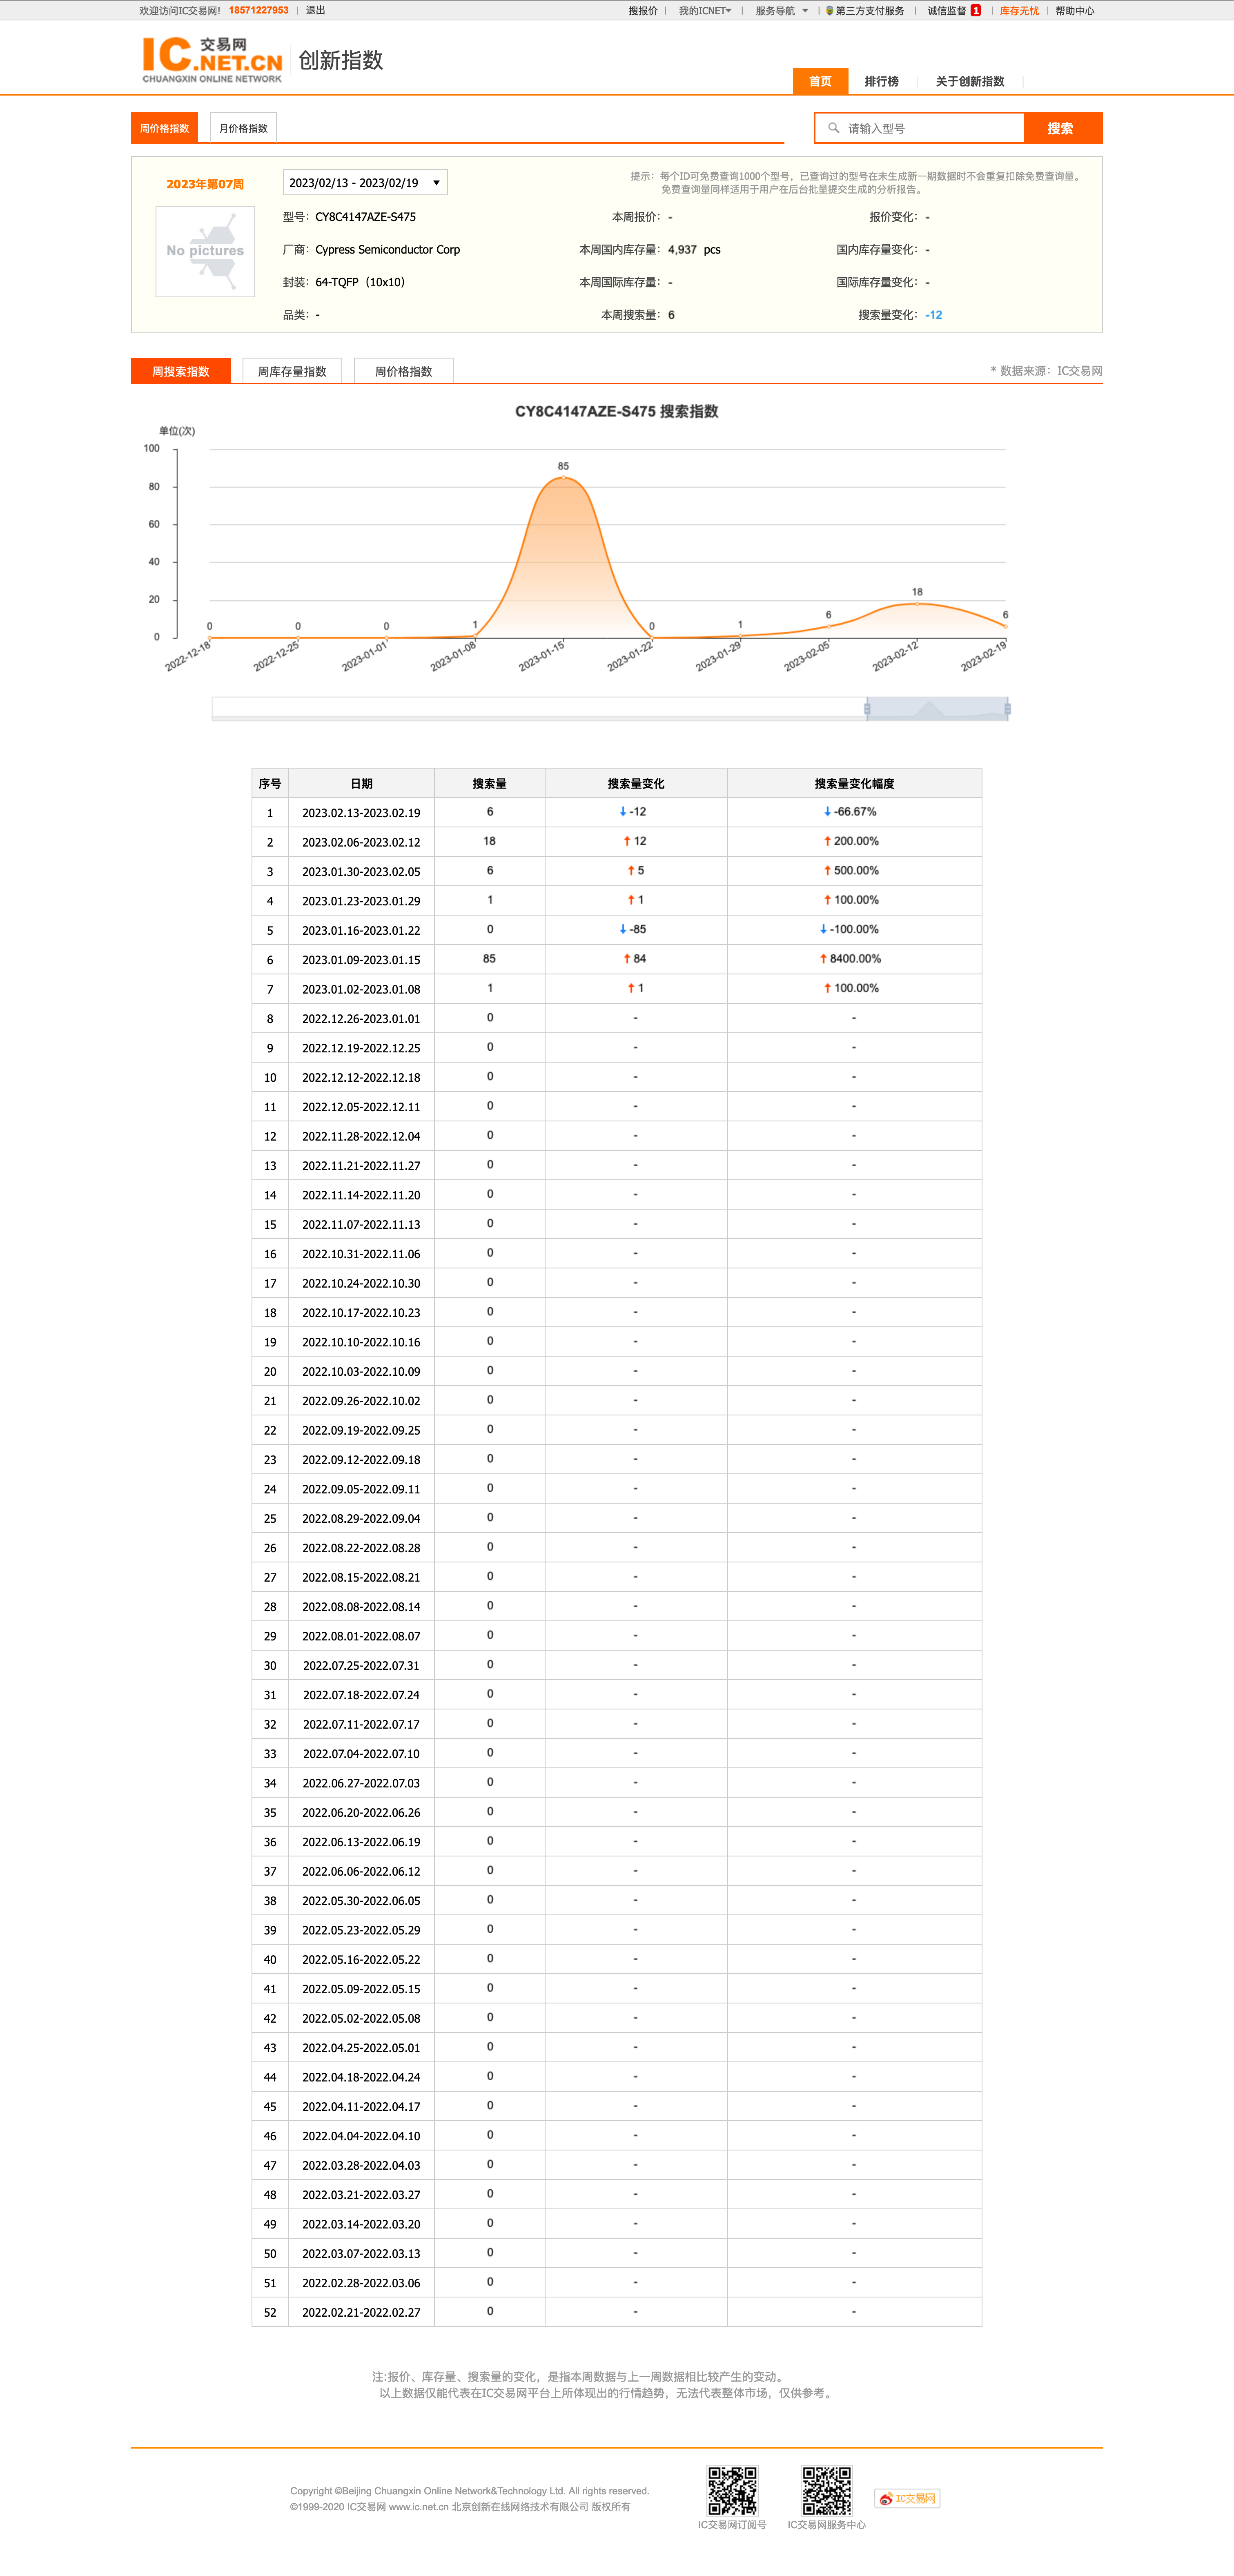 欢迎访问IC交易网! 18571227953 | 退出 搜报价 | 我的ICNET | 服务导航 | 第三方支付服务 | 诚信监督 1 | 库存无忧 | 帮助中心
IC交易网
.NET.CN
CHUANGXIN ONLINE NETWORK
创新指数
首页 排行榜 关于创新指数
周价格指数 月价格指数 请输入型号 搜索
2023年第07周 2023/02/13 - 2023/02/19
提示：每个ID可免费查询1000个型号，已查询过的型号在未生成新一期数据时不会重复扣除免费查询量。
免费查询量同样适用于用户在后台批量提交生成的分析报告。
No pictures
型号：CY8C4147AZE-S475 本周报价：- 报价变化：-
厂商：Cypress Semiconductor Corp 本周国内库存量：4,937 pcs 国内库存量变化：-
封装：64-TQFP（10x10） 本周国际库存量：- 国际库存量变化：-
品类：- 本周搜索量：6 搜索量变化：-12
周搜索指数 周库存量指数 周价格指数 * 数据来源：IC交易网
CY8C4147AZE-S475 搜索指数
单位(次)
100
80
60
40
20
0
0 0 0 1 85 0 1 6 18 6
2022-12-18 2022-12-25 2023-01-01 2023-01-08 2023-01-15 2023-01-22 2023-01-29 2023-02-05 2023-02-12 2023-02-19
序号 日期 搜索量 搜索量变化 搜索量变化幅度
1 2023.02.13-2023.02.19 6 ↓ -12 ↓ -66.67%
2 2023.02.06-2023.02.12 18 ↑ 12 ↑ 200.00%
3 2023.01.30-2023.02.05 6 ↑ 5 ↑ 500.00%
4 2023.01.23-2023.01.29 1 ↑ 1 ↑ 100.00%
5 2023.01.16-2023.01.22 0 ↓ -85 ↓ -100.00%
6 2023.01.09-2023.01.15 85 ↑ 84 ↑ 8400.00%
7 2023.01.02-2023.01.08 1 ↑ 1 ↑ 100.00%
8 2022.12.26-2023.01.01 0 - -
9 2022.12.19-2022.12.25 0 - -
10 2022.12.12-2022.12.18 0 - -
11 2022.12.05-2022.12.11 0 - -
12 2022.11.28-2022.12.04 0 - -
13 2022.11.21-2022.11.27 0 - -
14 2022.11.14-2022.11.20 0 - -
15 2022.11.07-2022.11.13 0 - -
16 2022.10.31-2022.11.06 0 - -
17 2022.10.24-2022.10.30 0 - -
18 2022.10.17-2022.10.23 0 - -
19 2022.10.10-2022.10.16 0 - -
20 2022.10.03-2022.10.09 0 - -
21 2022.09.26-2022.10.02 0 - -
22 2022.09.19-2022.09.25 0 - -
23 2022.09.12-2022.09.18 0 - -
24 2022.09.05-2022.09.11 0 - -
25 2022.08.29-2022.09.04 0 - -
26 2022.08.22-2022.08.28 0 - -
27 2022.08.15-2022.08.21 0 - -
28 2022.08.08-2022.08.14 0 - -
29 2022.08.01-2022.08.07 0 - -
30 2022.07.25-2022.07.31 0 - -
31 2022.07.18-2022.07.24 0 - -
32 2022.07.11-2022.07.17 0 - -
33 2022.07.04-2022.07.10 0 - -
34 2022.06.27-2022.07.03 0 - -
35 2022.06.20-2022.06.26 0 - -
36 2022.06.13-2022.06.19 0 - -
37 2022.06.06-2022.06.12 0 - -
38 2022.05.30-2022.06.05 0 - -
39 2022.05.23-2022.05.29 0 - -
40 2022.05.16-2022.05.22 0 - -
41 2022.05.09-2022.05.15 0 - -
42 2022.05.02-2022.05.08 0 - -
43 2022.04.25-2022.05.01 0 - -
44 2022.04.18-2022.04.24 0 - -
45 2022.04.11-2022.04.17 0 - -
46 2022.04.04-2022.04.10 0 - -
47 2022.03.28-2022.04.03 0 - -
48 2022.03.21-2022.03.27 0 - -
49 2022.03.14-2022.03.20 0 - -
50 2022.03.07-2022.03.13 0 - -
51 2022.02.28-2022.03.06 0 - -
52 2022.02.21-2022.02.27 0 - -
注:报价、库存量、搜索量的变化，是指本周数据与上一周数据相比较产生的变动。
以上数据仅能代表在IC交易网平台上所体现出的行情趋势，无法代表整体市场，仅供参考。
Copyright ©Beijing Chuangxin Online Network&Technology Ltd. All rights reserved.
©1999-2020 IC交易网 www.ic.net.cn 北京创新在线网络技术有限公司 版权所有
IC交易网
IC交易网订阅号 IC交易网服务中心